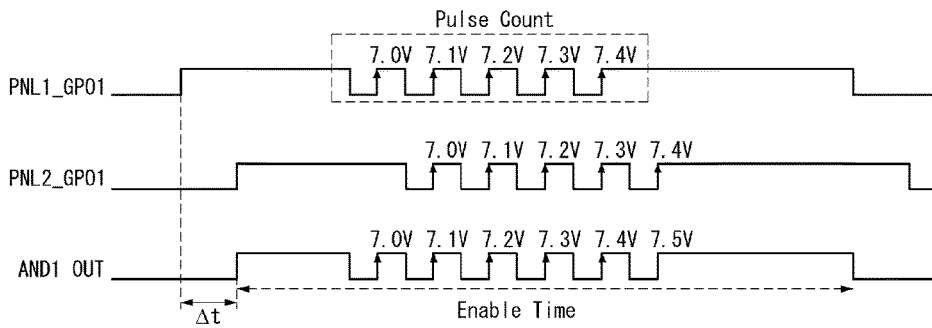 Pulse Count
7.0V 7.1V 7.2V 7.3V 7.4V
PNL1_GPO1
7.0V 7.1V 7.2V 7.3V 7.4V
PNL2_GPO1
7.0V 7.1V 7.2V 7.3V 7.4V 7.5V
AND1 OUT
Δt
Enable Time